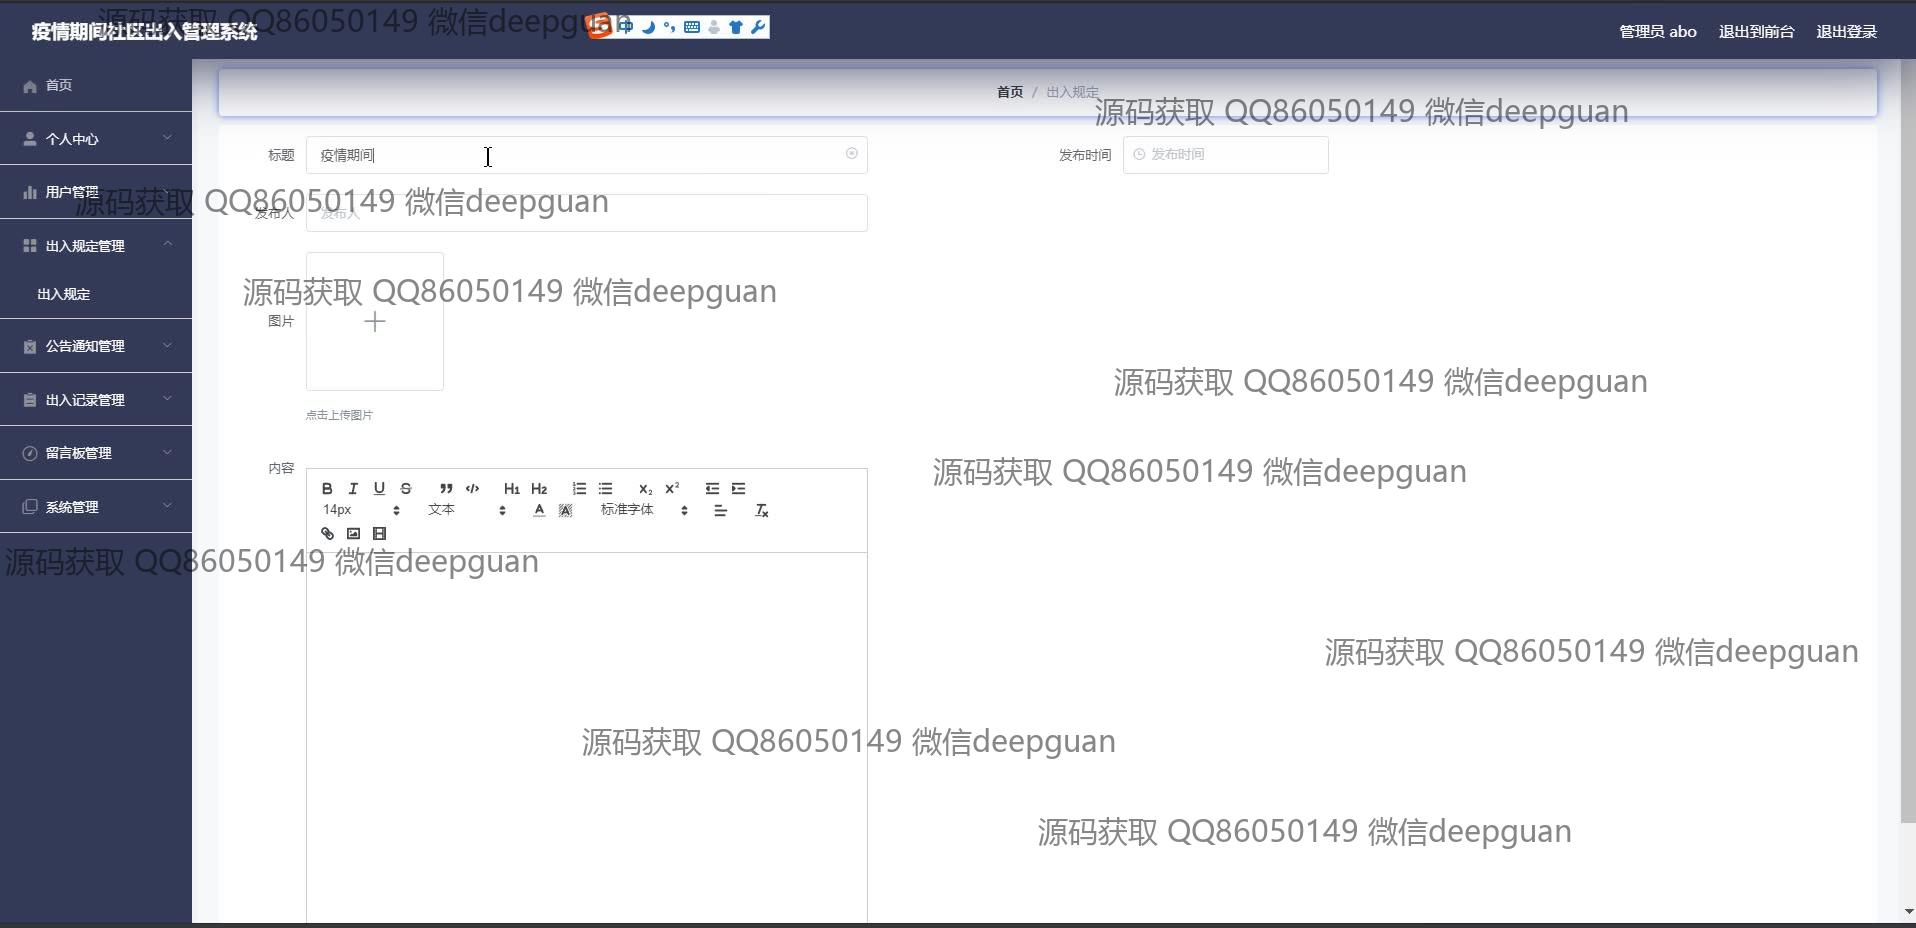 疫情期间社区出入管理系统
源码获取 QQ86050149 微信deepguan
中
管理员 abo
退出到前台
退出登录
首页
个人中心
用户管理
出入规定管理
出入规定
公告通知管理
出入记录管理
留言板管理
系统管理
首页 / 出入规定
源码获取 QQ86050149 微信deepguan
标题
疫情期间
发布时间
发布时间
源码获取 QQ86050149 微信deepguan
发布人
发布人
源码获取 QQ86050149 微信deepguan
图片
点击上传图片
源码获取 QQ86050149 微信deepguan
内容
源码获取 QQ86050149 微信deepguan
B I U S H1 H2 X2 X2
14px 文本 A A 标准字体 Tx
源码获取 QQ86050149 微信deepguan
源码获取 QQ86050149 微信deepguan
源码获取 QQ86050149 微信deepguan
源码获取 QQ86050149 微信deepguan